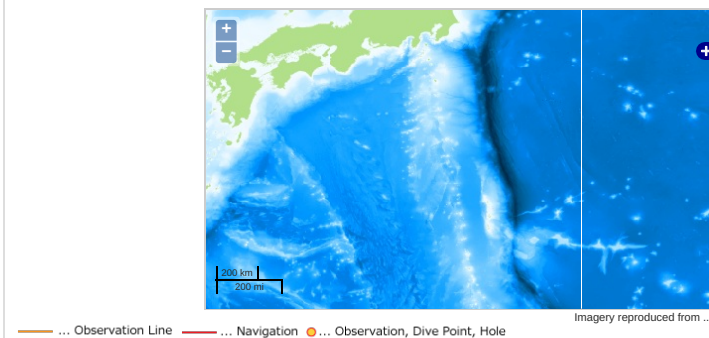 +
−
200 km
200 mi
Imagery reproduced from ..
... Observation Line ... Navigation ... Observation, Dive Point, Hole